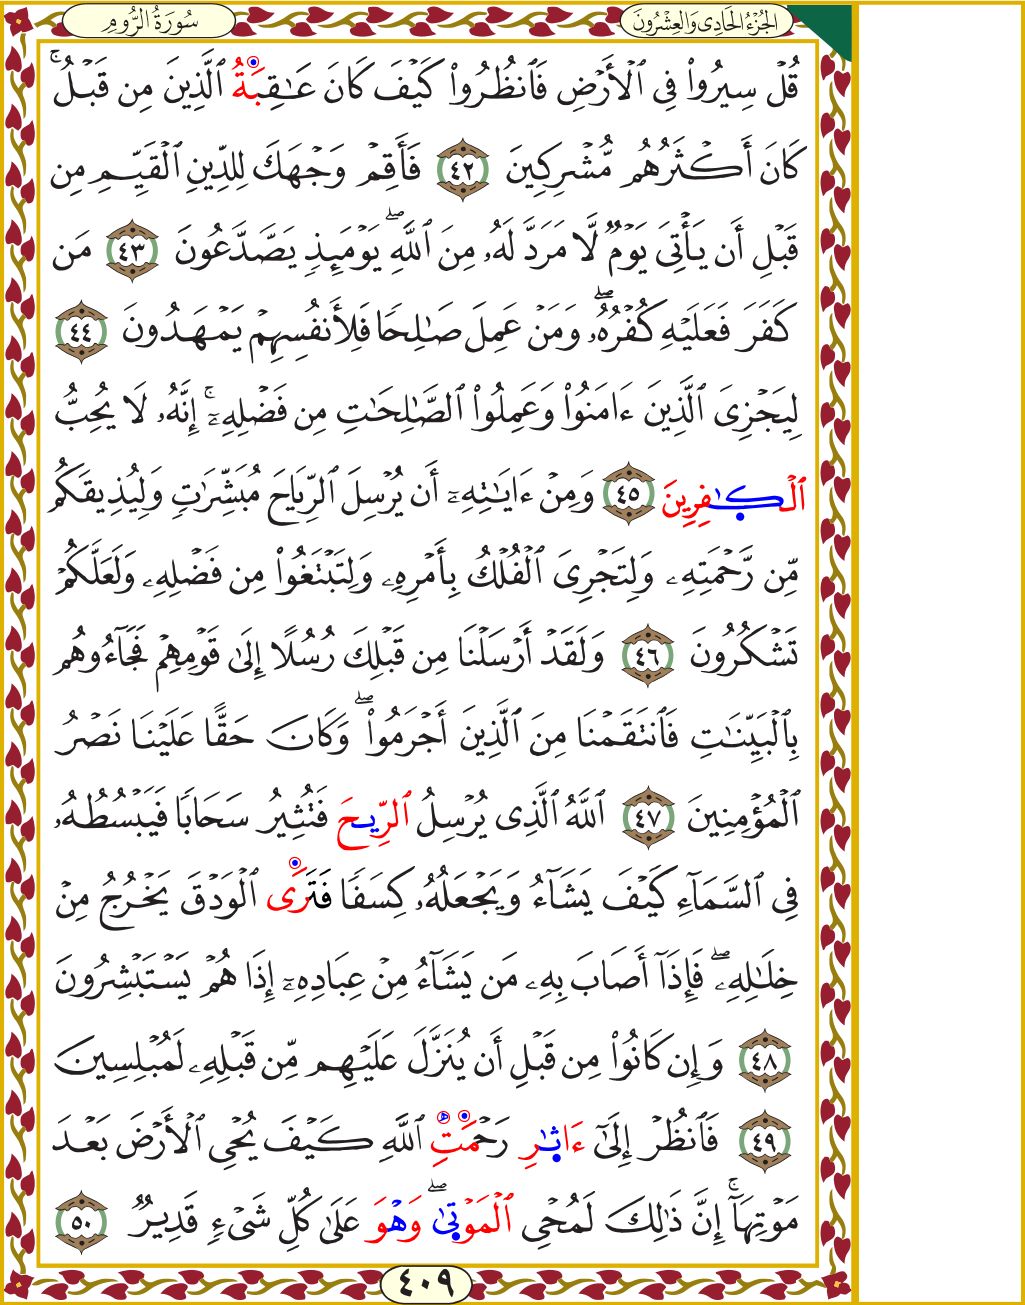 سُورَةُ الرُّومِ
الجُزْءُ الحَادِى وَالعِشْرُونَ
قُلْ سِيرُوا۟ فِى ٱلْأَرْضِ فَٱنظُرُوا۟ كَيْفَ كَانَ عَـٰقِبَةُ ٱلَّذِينَ مِن قَبْلُ ۚ
كَانَ أَكْثَرُهُم مُّشْرِكِينَ ٤٢ فَأَقِمْ وَجْهَكَ لِلدِّينِ ٱلْقَيِّمِ مِن
قَبْلِ أَن يَأْتِىَ يَوْمٌ لَّا مَرَدَّ لَهُۥ مِنَ ٱللَّهِ ۖ يَوْمَئِذٍ يَصَّدَّعُونَ ٤٣ مَن
كَفَرَ فَعَلَيْهِ كُفْرُهُۥ ۖ وَمَنْ عَمِلَ صَـٰلِحًا فَلِأَنفُسِهِمْ يَمْهَدُونَ ٤٤
لِيَجْزِىَ ٱلَّذِينَ ءَامَنُوا۟ وَعَمِلُوا۟ ٱلصَّـٰلِحَـٰتِ مِن فَضْلِهِۦٓ ۚ إِنَّهُۥ لَا يُحِبُّ
ٱلْكَـٰفِرِينَ ٤٥ وَمِنْ ءَايَـٰتِهِۦٓ أَن يُرْسِلَ ٱلرِّيَاحَ مُبَشِّرَٰتٍ وَلِيُذِيقَكُم
مِّن رَّحْمَتِهِۦ وَلِتَجْرِىَ ٱلْفُلْكُ بِأَمْرِهِۦ وَلِتَبْتَغُوا۟ مِن فَضْلِهِۦ وَلَعَلَّكُمْ
تَشْكُرُونَ ٤٦ وَلَقَدْ أَرْسَلْنَا مِن قَبْلِكَ رُسُلًا إِلَىٰ قَوْمِهِمْ فَجَآءُوهُم
بِٱلْبَيِّنَـٰتِ فَٱنتَقَمْنَا مِنَ ٱلَّذِينَ أَجْرَمُوا۟ ۖ وَكَانَ حَقًّا عَلَيْنَا نَصْرُ
ٱلْمُؤْمِنِينَ ٤٧ ٱللَّهُ ٱلَّذِى يُرْسِلُ ٱلرِّيحَ فَتُثِيرُ سَحَابًا فَيَبْسُطُهُۥ
فِى ٱلسَّمَآءِ كَيْفَ يَشَآءُ وَيَجْعَلُهُۥ كِسَفًا فَتَرَى ٱلْوَدْقَ يَخْرُجُ مِنْ
خِلَـٰلِهِۦ ۖ فَإِذَآ أَصَابَ بِهِۦ مَن يَشَآءُ مِنْ عِبَادِهِۦٓ إِذَا هُمْ يَسْتَبْشِرُونَ
٤٨ وَإِن كَانُوا۟ مِن قَبْلِ أَن يُنَزَّلَ عَلَيْهِم مِّن قَبْلِهِۦ لَمُبْلِسِينَ
٤٩ فَٱنظُرْ إِلَىٰٓ ءَاثَـٰرِ رَحْمَتِ ٱللَّهِ كَيْفَ يُحْىِ ٱلْأَرْضَ بَعْدَ
مَوْتِهَآ ۚ إِنَّ ذَٰلِكَ لَمُحْىِ ٱلْمَوْتَىٰ ۖ وَهْوَ عَلَىٰ كُلِّ شَىْءٍ قَدِيرٌ ٥٠
٤٠٩